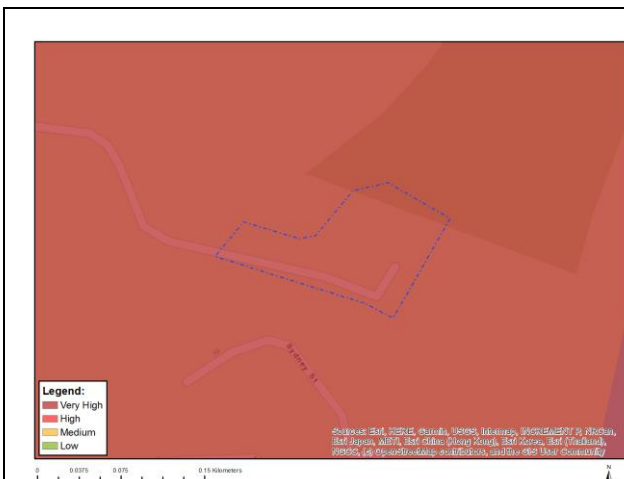 Sydney St
Legend:
Very High
High
Medium
Low
Sources: Esri, HERE, Garmin, USGS, Intermap, INCREMENT P, NRCan,
Esri Japan, METI, Esri China (Hong Kong), Esri Korea, Esri (Thailand),
NGCC, (c) OpenStreetMap contributors, and the GIS User Community
0 0.0375 0.075 0.15 Kilometers
N